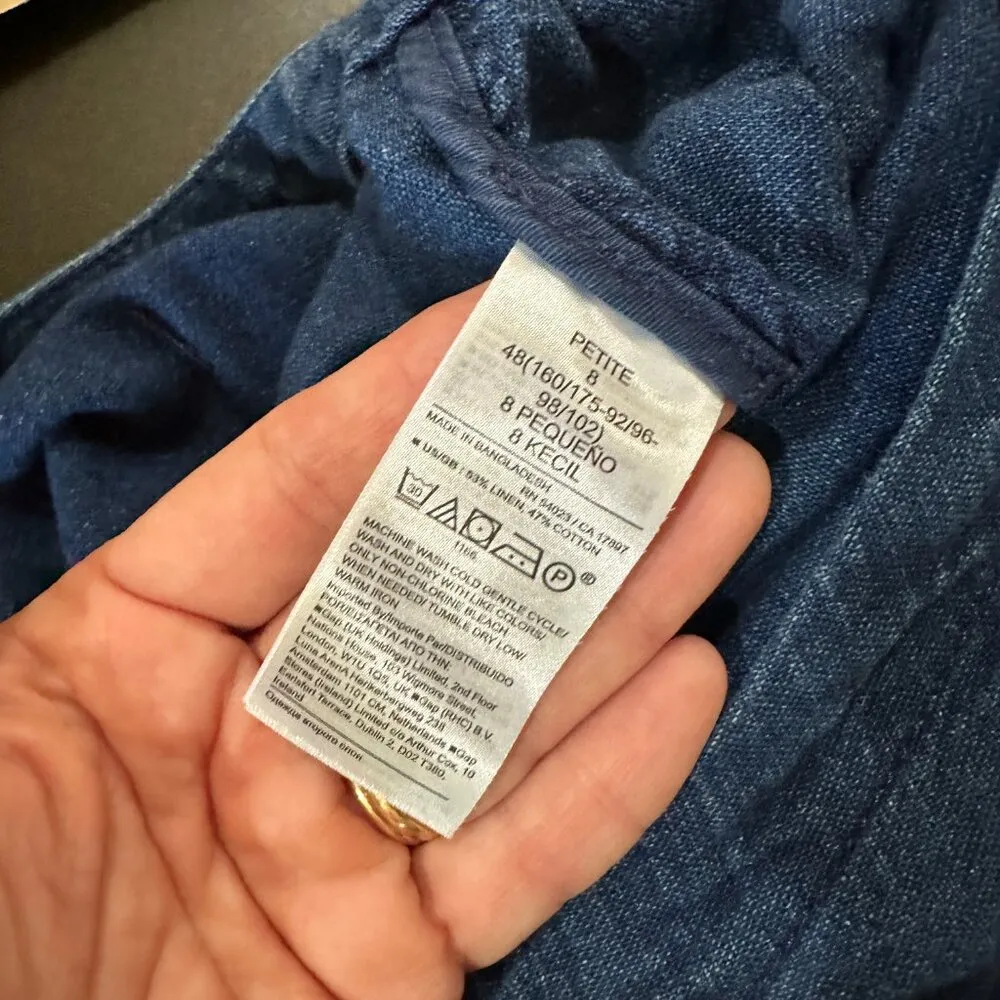 PETITE
8
48(160/175-92/96-
98/102)
8 PEQUEÑO
8 KECIL
MADE IN BANGLADESH
RN 54023 / CA 17897
■ US/GB : 53% LINEN, 47% COTTON
30 P ®
110C
MACHINE WASH COLD GENTLE CYCLE/
WASH AND DRY WITH LIKE COLORS/
ONLY NON-CHLORINE BLEACH
WHEN NEEDED/ TUMBLE DRY LOW/
WARM IRON
Imported By/Importe Par/DISTRIBUIDO
POR/ΕΙΣΑΓΕΤΑΙ ΑΠΟ ΤΗΝ:
■Gap (UK Holdings) Limited, 2nd Floor
Nations House, 103 Wigmore Street,
London, W1U 1QS, UK ■Gap (RHC) B.V.
Luna ArenA Herikerbergweg 238
Amsterdam 1101 CM, Netherlands ■Gap
Stores (Ireland) Limited c/o Arthur Cox, 10
Earlsfort Terrace, Dublin 2, D02 T380,
Ireland
Одежда второго слоя